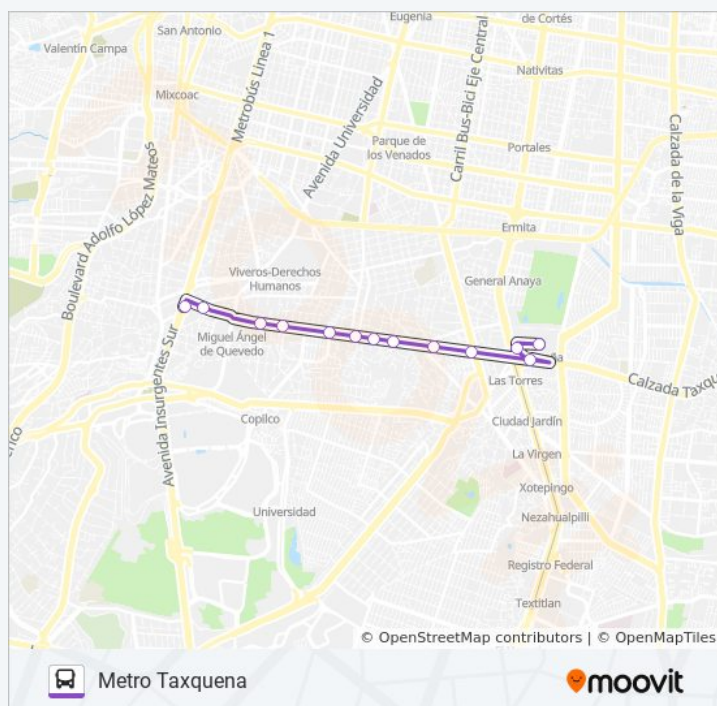 Eugenia
de Cortés
San Antonio
Valentín Campa
Metrobús Línea 1
Carril Bus-Bici Eje Central
Nativitas
Mixcoac
Avenida Universidad
Calzada de la Viga
Parque de
los Venados
Portales
Boulevard Adolfo López Mateos
Ermita
Viveros-Derechos
Humanos
General Anaya
Miguel Ángel
de Quevedo
Avenida Insurgentes Sur
Las Torres
Calzada Taxqu
Copilco
Ciudad Jardín
La Virgen
Xotepingo
Universidad
Nezahualpilli
Registro Federal
Textitlan
© OpenStreetMap contributors | © OpenMapTiles
Metro Taxquena
moovit